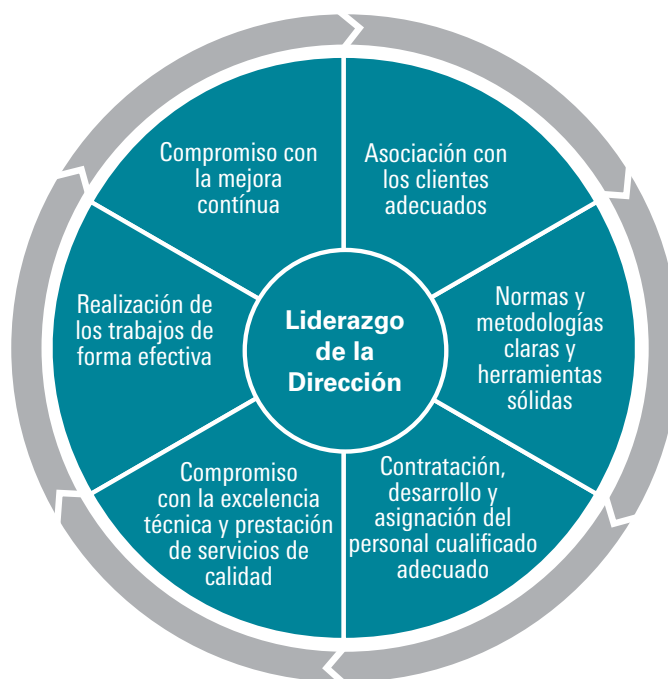 Compromiso con
la mejora
contínua
Asociación con
los clientes
adecuados
Normas y
metodologías
claras y
herramientas
sólidas
Contratación,
desarrollo y
asignación del
personal cualificado
adecuado
Compromiso
con la excelencia
técnica y prestación
de servicios de
calidad
Realización de
los trabajos de
forma efectiva
Liderazgo
de la
Dirección